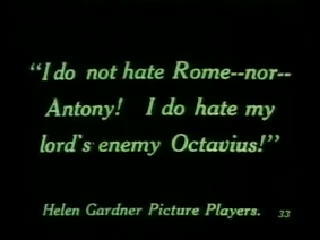 "I do not hate Rome--nor--
Antony! I do hate my
lord's enemy Octavius!"
Helen Gardner Picture Players. 33